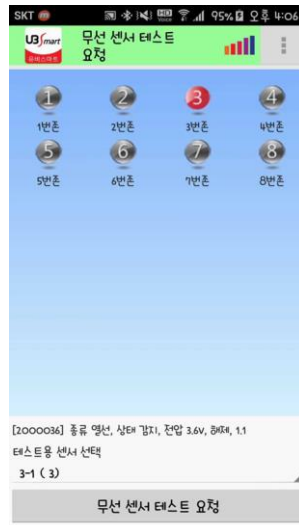 SKT 95% 오후 4:06
U3Smart 무선 센서 테스트
유비스마트 요청
1 2 3 4
1번존 2번존 3번존 4번존
5 6 7 8
5번존 6번존 7번존 8번존
[2000036] 종류 열선, 상태 감지, 전압 3.6V, 해제, 1.1
테스트용 센서 선택
3-1 ( 3)
무선 센서 테스트 요청